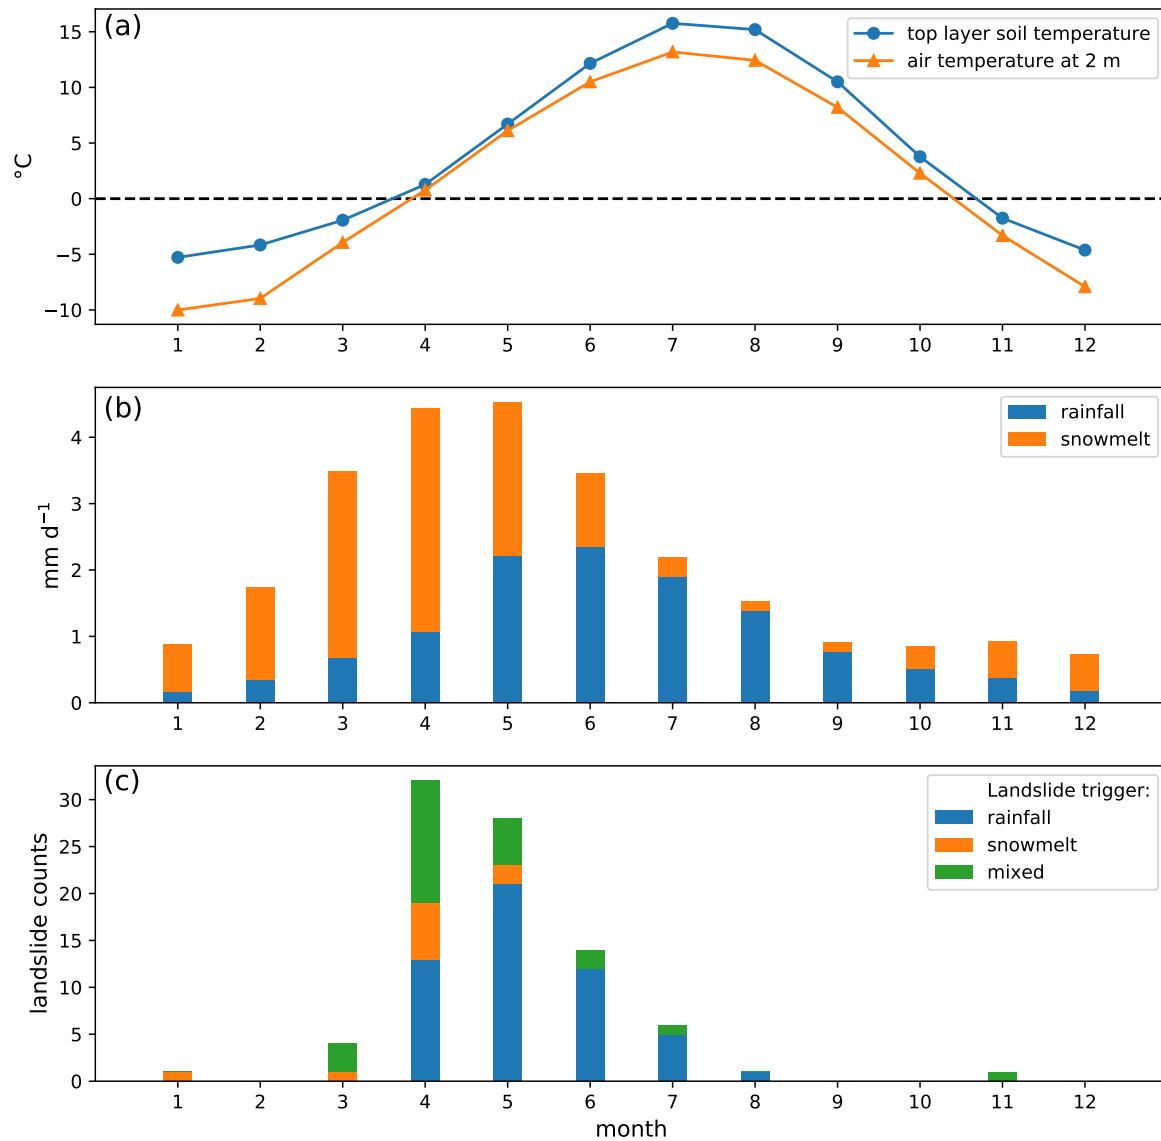 (a)
top layer soil temperature
air temperature at 2 m
°C
15
10
5
0
−5
−10
1 2 3 4 5 6 7 8 9 10 11 12
(b)
rainfall
snowmelt
mm d⁻¹
4
3
2
1
0
1 2 3 4 5 6 7 8 9 10 11 12
(c)
Landslide trigger:
rainfall
snowmelt
mixed
landslide counts
30
25
20
15
10
5
0
1 2 3 4 5 6 7 8 9 10 11 12
month